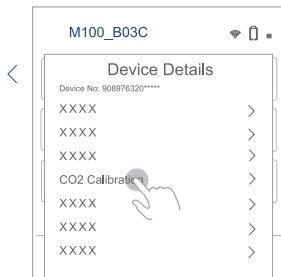 M100_B03C
Device Details
Device No: 908976320*****
XXXX
XXXX
XXXX
CO2 Calibration
XXXX
XXXX
XXXX